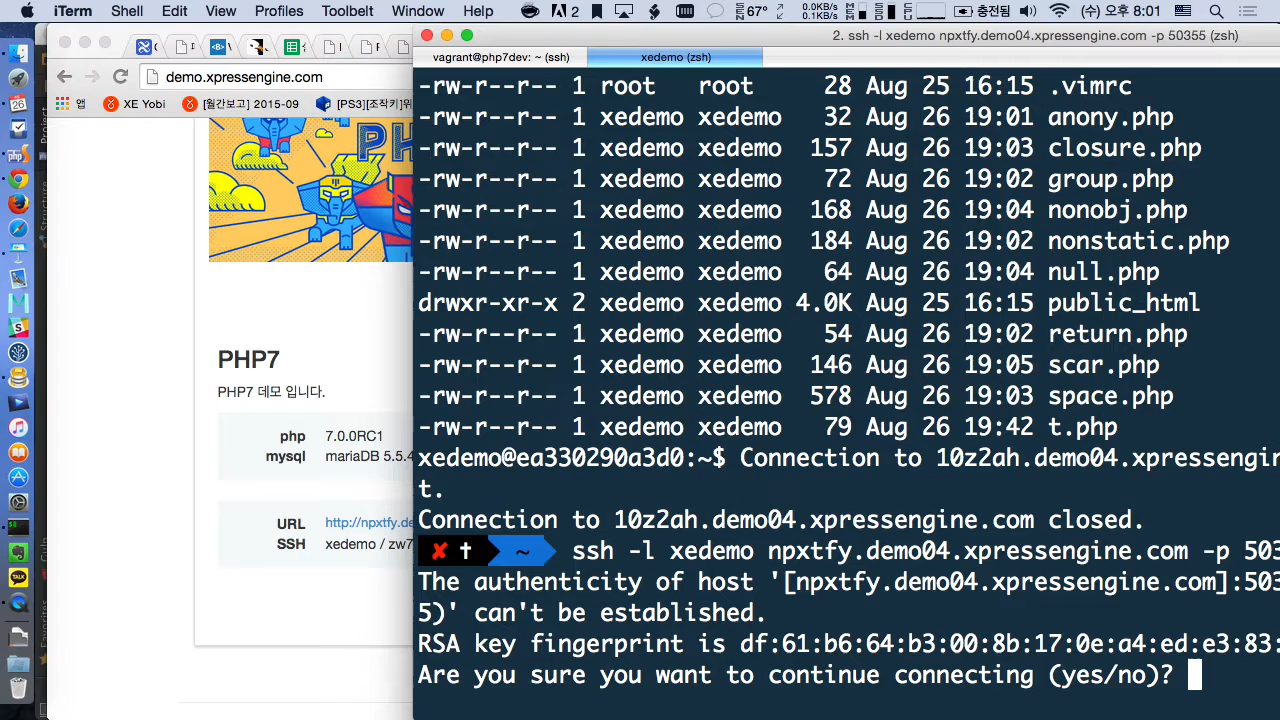 iTerm Shell Edit View Profiles Toolbelt Window Help 2 67° 0.0KB/s 0.1KB/s 충전됨 (수) 오후 8:01
2. ssh -l xedemo npxtfy.demo04.xpressengine.com -p 50355 (zsh)
vagrant@php7dev: ~ (ssh) xedemo (zsh)
demo.xpressengine.com
앱 XE Yobi [월간보고] 2015-09 [PS3][조작키]위
PHP7
PHP7 데모 입니다.
php 7.0.0RC1
mysql mariaDB 5.5.4
URL http://npxtfy.de
SSH xedemo / zw7
-rw-r--r-- 1 root root 28 Aug 25 16:15 .vimrc
-rw-r--r-- 1 xedemo xedemo 32 Aug 26 19:01 anony.php
-rw-r--r-- 1 xedemo xedemo 157 Aug 26 19:03 closure.php
-rw-r--r-- 1 xedemo xedemo 72 Aug 26 19:02 group.php
-rw-r--r-- 1 xedemo xedemo 168 Aug 26 19:04 nonobj.php
-rw-r--r-- 1 xedemo xedemo 184 Aug 26 19:02 nonstatic.php
-rw-r--r-- 1 xedemo xedemo 64 Aug 26 19:04 null.php
drwxr-xr-x 2 xedemo xedemo 4.0K Aug 25 16:15 public_html
-rw-r--r-- 1 xedemo xedemo 54 Aug 26 19:02 return.php
-rw-r--r-- 1 xedemo xedemo 146 Aug 26 19:05 scar.php
-rw-r--r-- 1 xedemo xedemo 578 Aug 26 19:03 space.php
-rw-r--r-- 1 xedemo xedemo 79 Aug 26 19:42 t.php
xedemo@ea330290a3d0:~$ Connection to 10z2ah.demo04.xpressengin
t.
Connection to 10z2ah.demo04.xpressengine.com closed.
✘ ✝ ~ ssh -l xedemo npxtfy.demo04.xpressengine.com -p 503
The authenticity of host '[npxtfy.demo04.xpressengine.com]:503
5)' can't be established.
RSA key fingerprint is df:61:b6:64:b3:00:8b:17:0e:a4:ed:e3:83:
Are you sure you want to continue connecting (yes/no)?